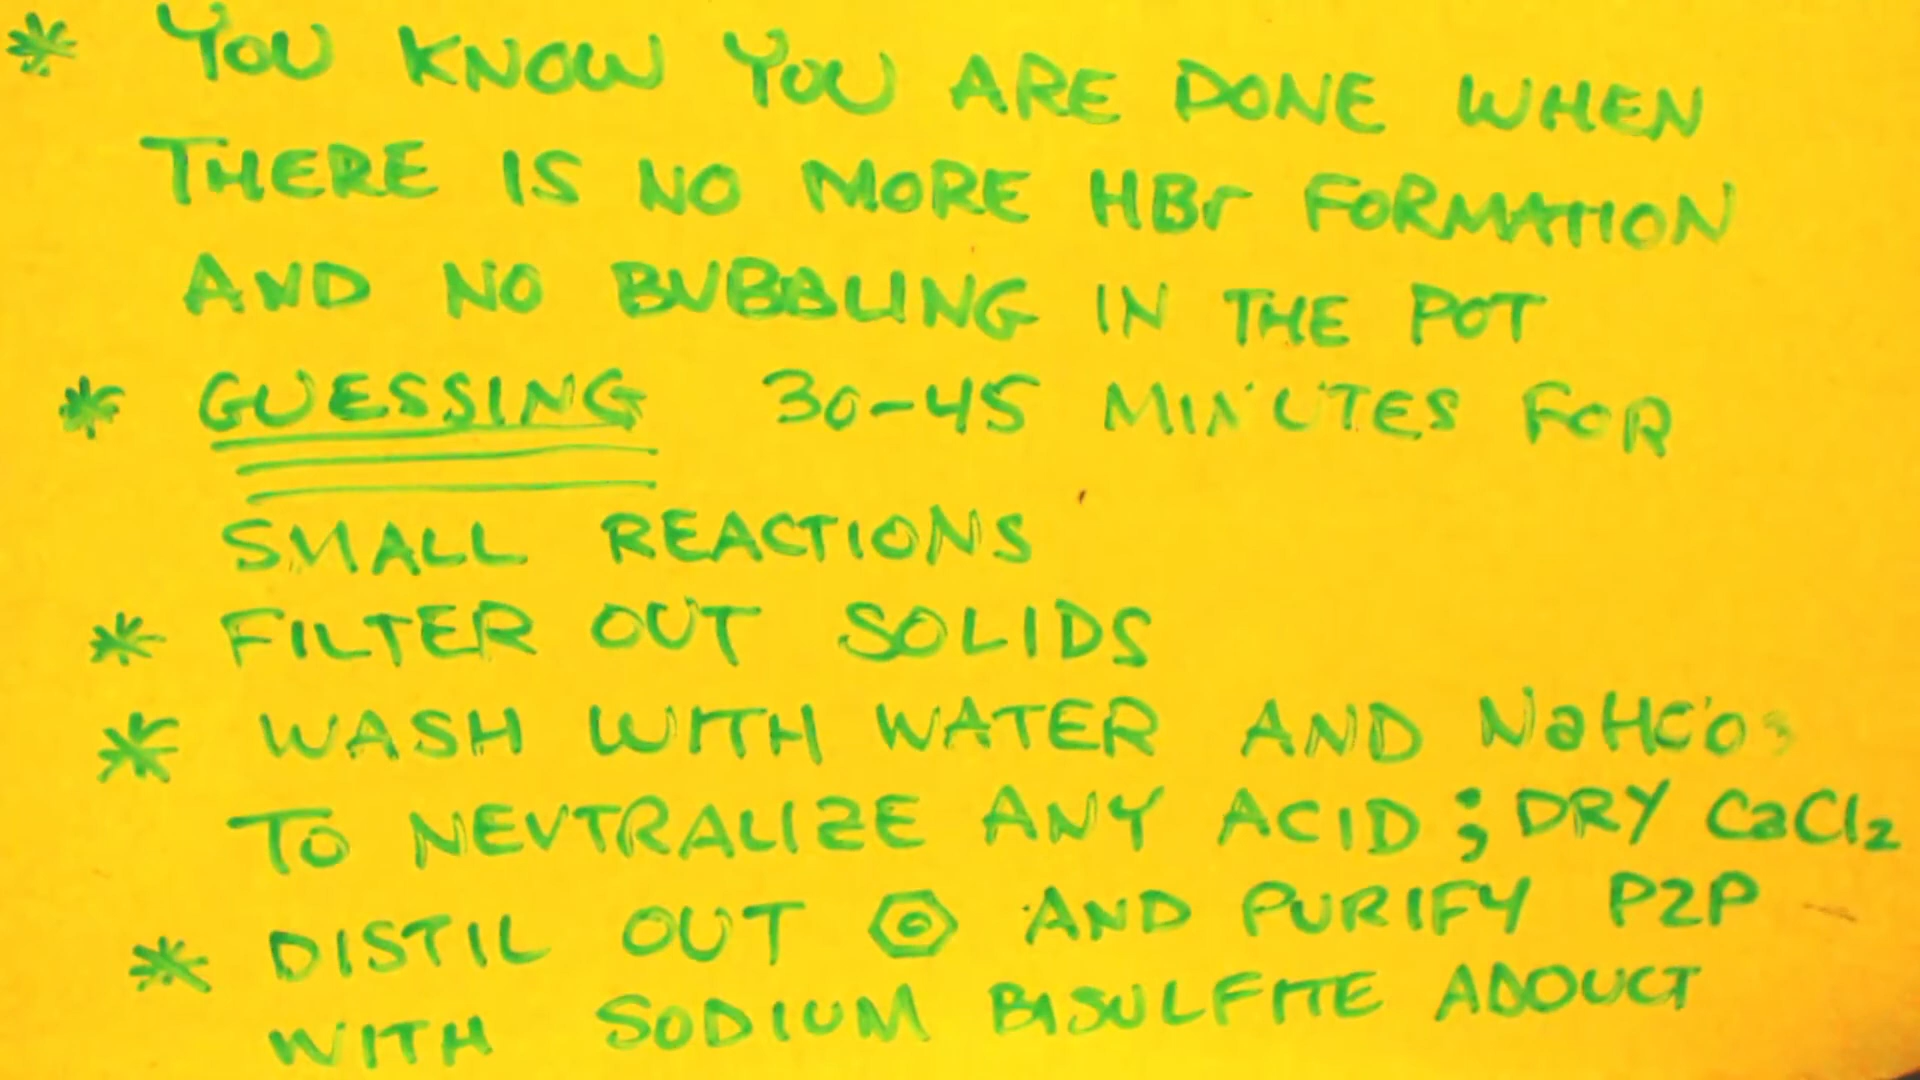 * YOU KNOW YOU ARE DONE WHEN
THERE IS NO MORE HBr FORMATION
AND NO BUBBLING IN THE POT
* GUESSING 30-45 MINUTES FOR
SMALL REACTIONS
* FILTER OUT SOLIDS
* WASH WITH WATER AND NaHCO3
TO NEUTRALIZE ANY ACID; DRY CaCl2
* DISTIL OUT ⌬ AND PURIFY P2P
WITH SODIUM BISULFITE ADDUCT